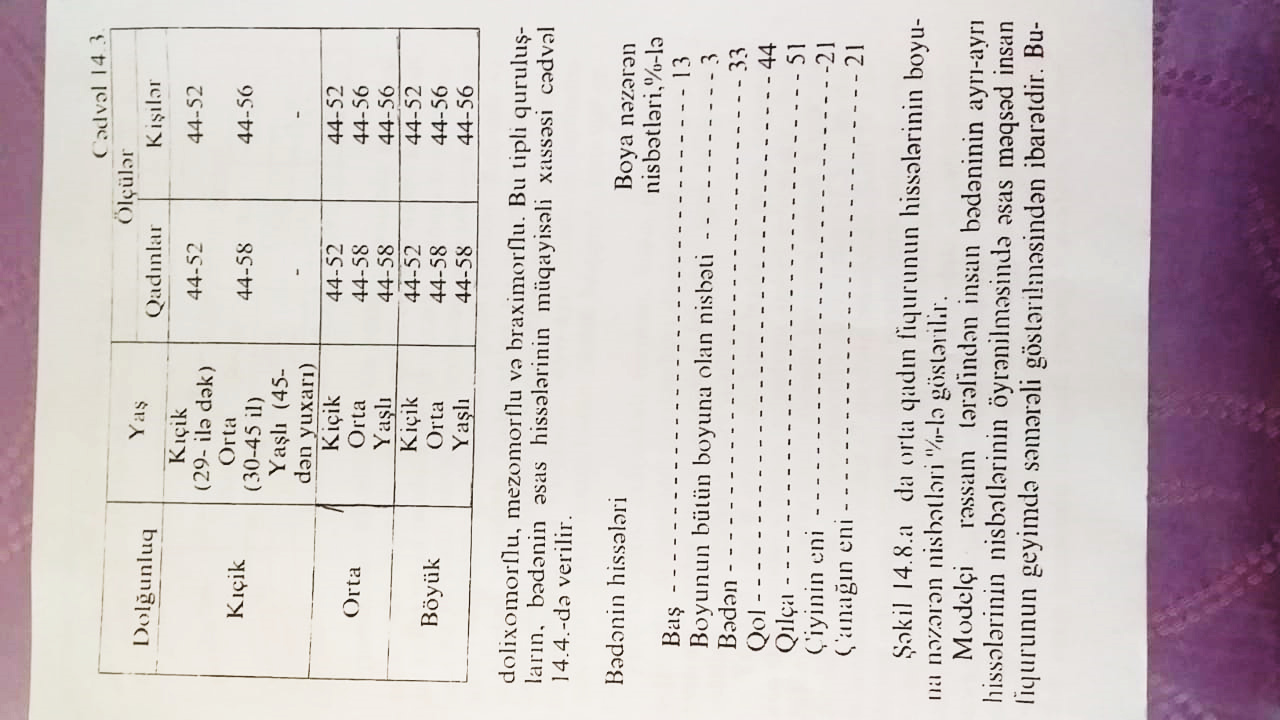 Cədvəl 14.3.
Dolğunluq Yaş Ölçülər
Qadınlar Kişilər
Kiçik Kiçik 44-52 44-52
(29- ilə dək)
Orta 44-58 44-56
(30-45 il)
Yaşlı (45- - -
dən yuxarı)
Orta Kiçik 44-52 44-52
Orta 44-58 44-56
Yaşlı 44-58 44-56
Böyük Kiçik 44-52 44-52
Orta 44-58 44-56
Yaşlı 44-58 44-56
dolixomorflu, mezomorflu və braximorflu. Bu tipli quruluş-
ların, bədənin əsas hissələrinin müqayisəli xassəsi cədvəl
14.4.-də verilir.
Bədənin hissələri Boya nəzərən
nisbətləri,%-lə
Baş - - - - - - - - - - - - - - - - - - - - 13
Boyunun bütün boyuna olan nisbəti - - - - - - - - - - 3
Bədən - - - - - - - - - - - - - - - - - - - - 33
Qol - - - - - - - - - - - - - - - - - - - - 44
Qılça - - - - - - - - - - - - - - - - - - - - 51
Çiyinin eni - - - - - - - - - - - - - - - - - - - - 21
Çanağın eni - - - - - - - - - - - - - - - - - - - - 21
Şəkil 14.8.a da orta qadın fiqurunun hissələrinin boyu-
na nəzərən nisbətləri %-lə göstərilir.
Modelçi rəssam tərəfindən insan bədəninin ayrı-ayrı
hissələrinin nisbətlərinin öyrənilməsində əsas məqsəd insan
fiqurunun geyimdə səmərəli göstərilməsindən ibarətdir. Bu-